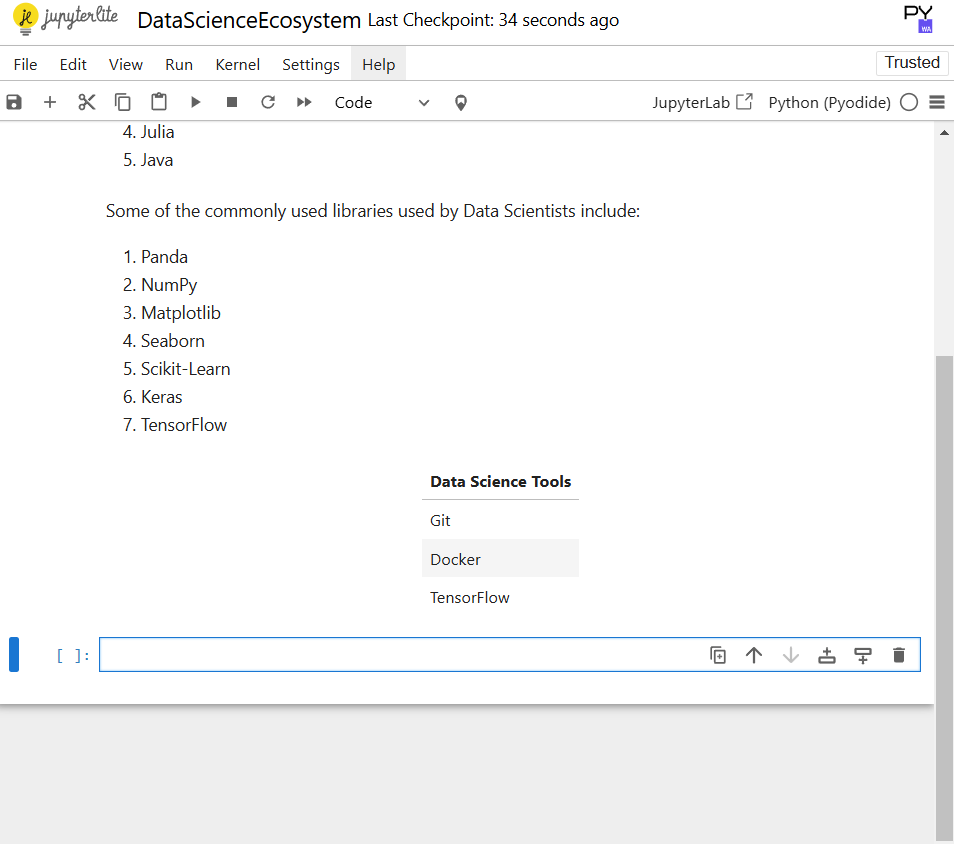 jupyterlite DataScienceEcosystem Last Checkpoint: 34 seconds ago PY WA
File Edit View Run Kernel Settings Help Trusted
Code JupyterLab Python (Pyodide)
4. Julia
5. Java
Some of the commonly used libraries used by Data Scientists include:
1. Panda
2. NumPy
3. Matplotlib
4. Seaborn
5. Scikit-Learn
6. Keras
7. TensorFlow
Data Science Tools
Git
Docker
TensorFlow
[ ]: